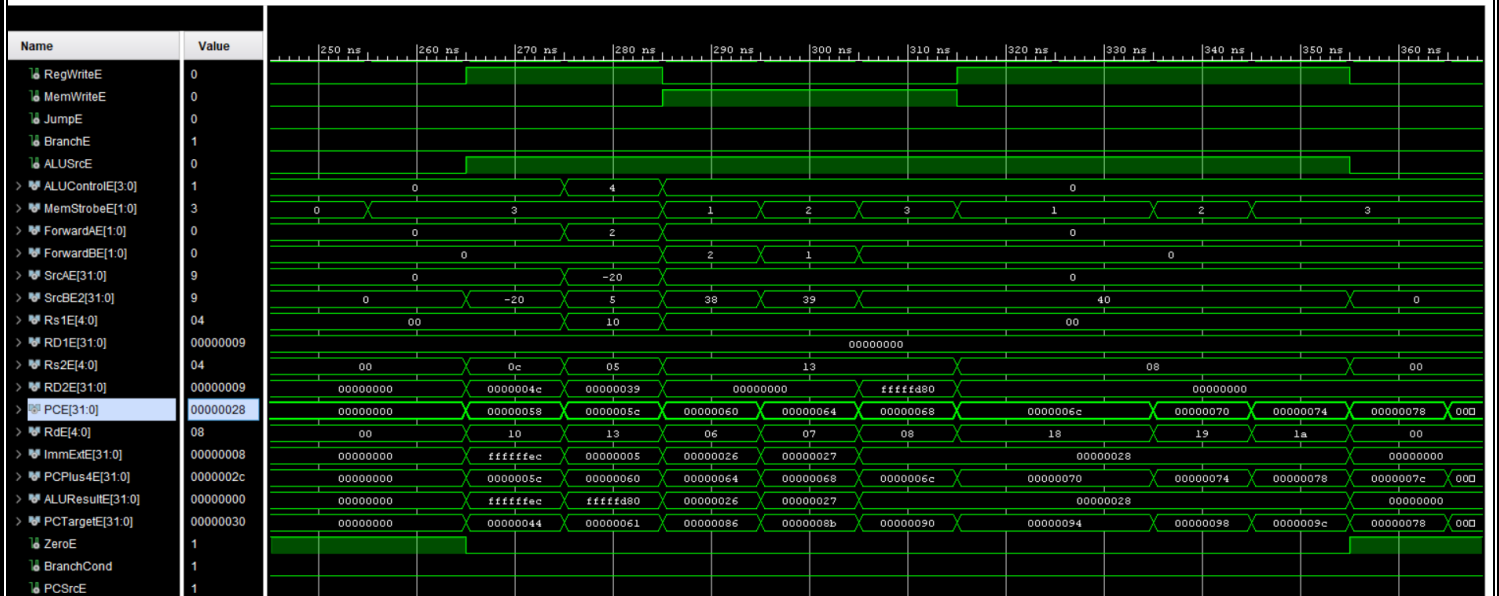 Name Value 250 ns 260 ns 270 ns 280 ns 290 ns 300 ns 310 ns 320 ns 330 ns 340 ns 350 ns 360 ns
RegWriteE 0
MemWriteE 0
JumpE 0
BranchE 1
ALUSrcE 0
ALUControlE[3:0] 1 0 4 0
MemStrobeE[1:0] 3 0 3 1 2 3 1 2 3
ForwardAE[1:0] 0 0 2 0
ForwardBE[1:0] 0 0 2 1 0
SrcAE[31:0] 9 0 -20 0
SrcBE2[31:0] 9 0 -20 5 38 39 40 0
Rs1E[4:0] 04 00 10 00
RD1E[31:0] 00000009 00000000
Rs2E[4:0] 04 00 0c 05 13 08 00
RD2E[31:0] 00000009 00000000 0000004c 00000039 00000000 fffffd80 00000000
PCE[31:0] 00000028 00000000 00000058 0000005c 00000060 00000064 00000068 0000006c 00000070 00000074 00000078 00
RdE[4:0] 08 00 10 13 06 07 08 18 19 1a 00
ImmExtE[31:0] 00000008 00000000 ffffffec 00000005 00000026 00000027 00000028 00000000
PCPlus4E[31:0] 0000002c 00000000 0000005c 00000060 00000064 00000068 0000006c 00000070 00000074 00000078 0000007c 00
ALUResultE[31:0] 00000000 00000000 ffffffec fffffd80 00000026 00000027 00000028 00000000
PCTargetE[31:0] 00000030 00000000 00000044 00000061 00000086 0000008b 00000090 00000094 00000098 0000009c 00000078 00
ZeroE 1
BranchCond 1
PCSrcE 1